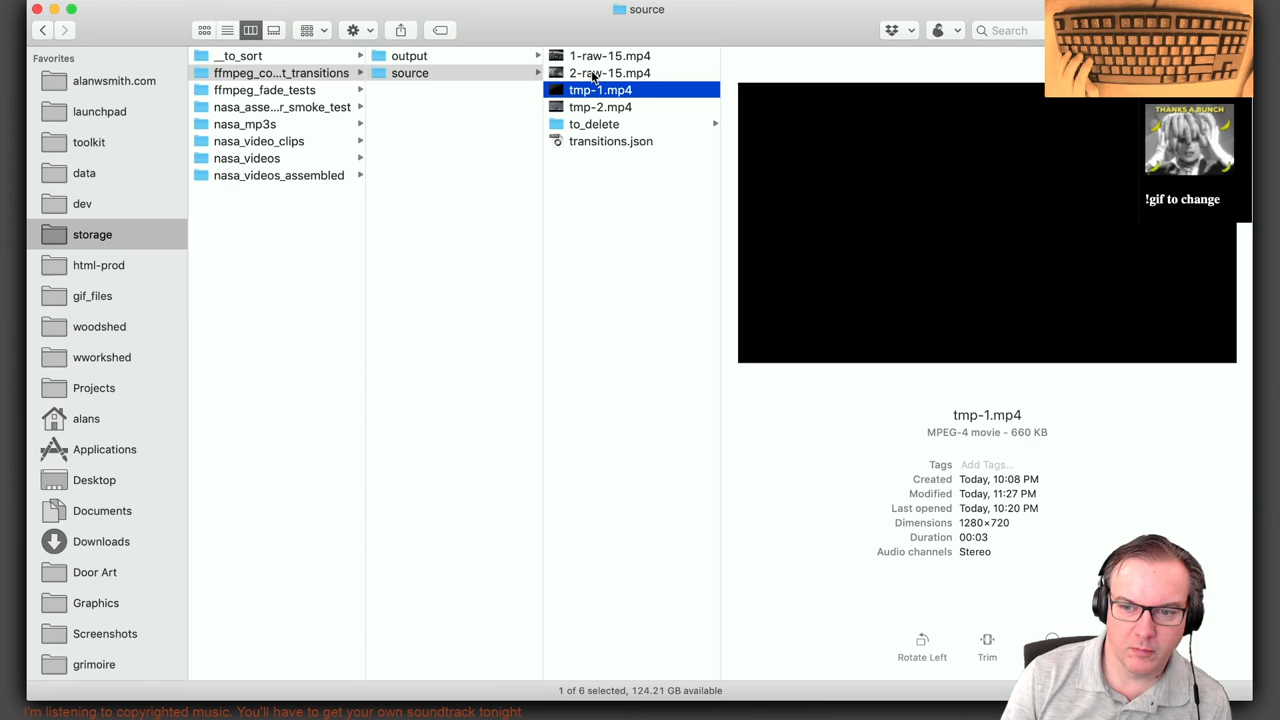 source
Search
Favorites
alanwsmith.com
launchpad
toolkit
data
dev
storage
html-prod
gif_files
woodshed
wworkshed
Projects
alans
Applications
Desktop
Documents
Downloads
Door Art
Graphics
Screenshots
grimoire
__to_sort
ffmpeg_co...t_transitions
ffmpeg_fade_tests
nasa_asse...r_smoke_test
nasa_mp3s
nasa_video_clips
nasa_videos
nasa_videos_assembled
output
source
1-raw-15.mp4
2-raw-15.mp4
tmp-1.mp4
tmp-2.mp4
to_delete
transitions.json
THANKS A BUNCH
!gif to change
tmp-1.mp4
MPEG-4 movie - 660 KB
Tags Add Tags...
Created Today, 10:08 PM
Modified Today, 11:27 PM
Last opened Today, 10:20 PM
Dimensions 1280×720
Duration 00:03
Audio channels Stereo
Rotate Left
Trim
1 of 6 selected, 124.21 GB available
I'm listening to copyrighted music. You'll have to get your own soundtrack tonight